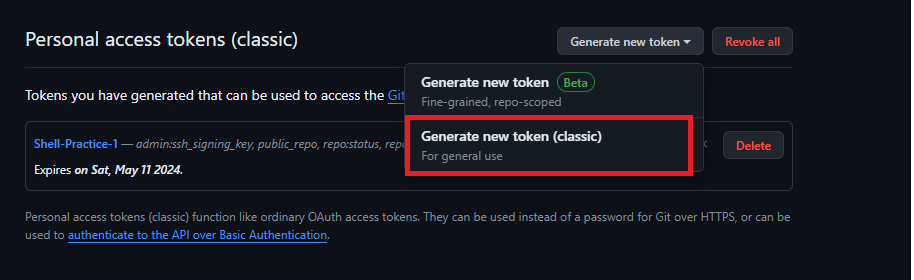 Personal access tokens (classic)
Generate new token
Revoke all
Generate new token Beta
Fine-grained, repo-scoped
Generate new token (classic)
For general use
Tokens you have generated that can be used to access the Git
Shell-Practice-1 — admin:ssh_signing_key, public_repo, repo:status,
Delete
Expires on Sat, May 11 2024.
Personal access tokens (classic) function like ordinary OAuth access tokens. They can be used instead of a password for Git over HTTPS, or can be
used to authenticate to the API over Basic Authentication.